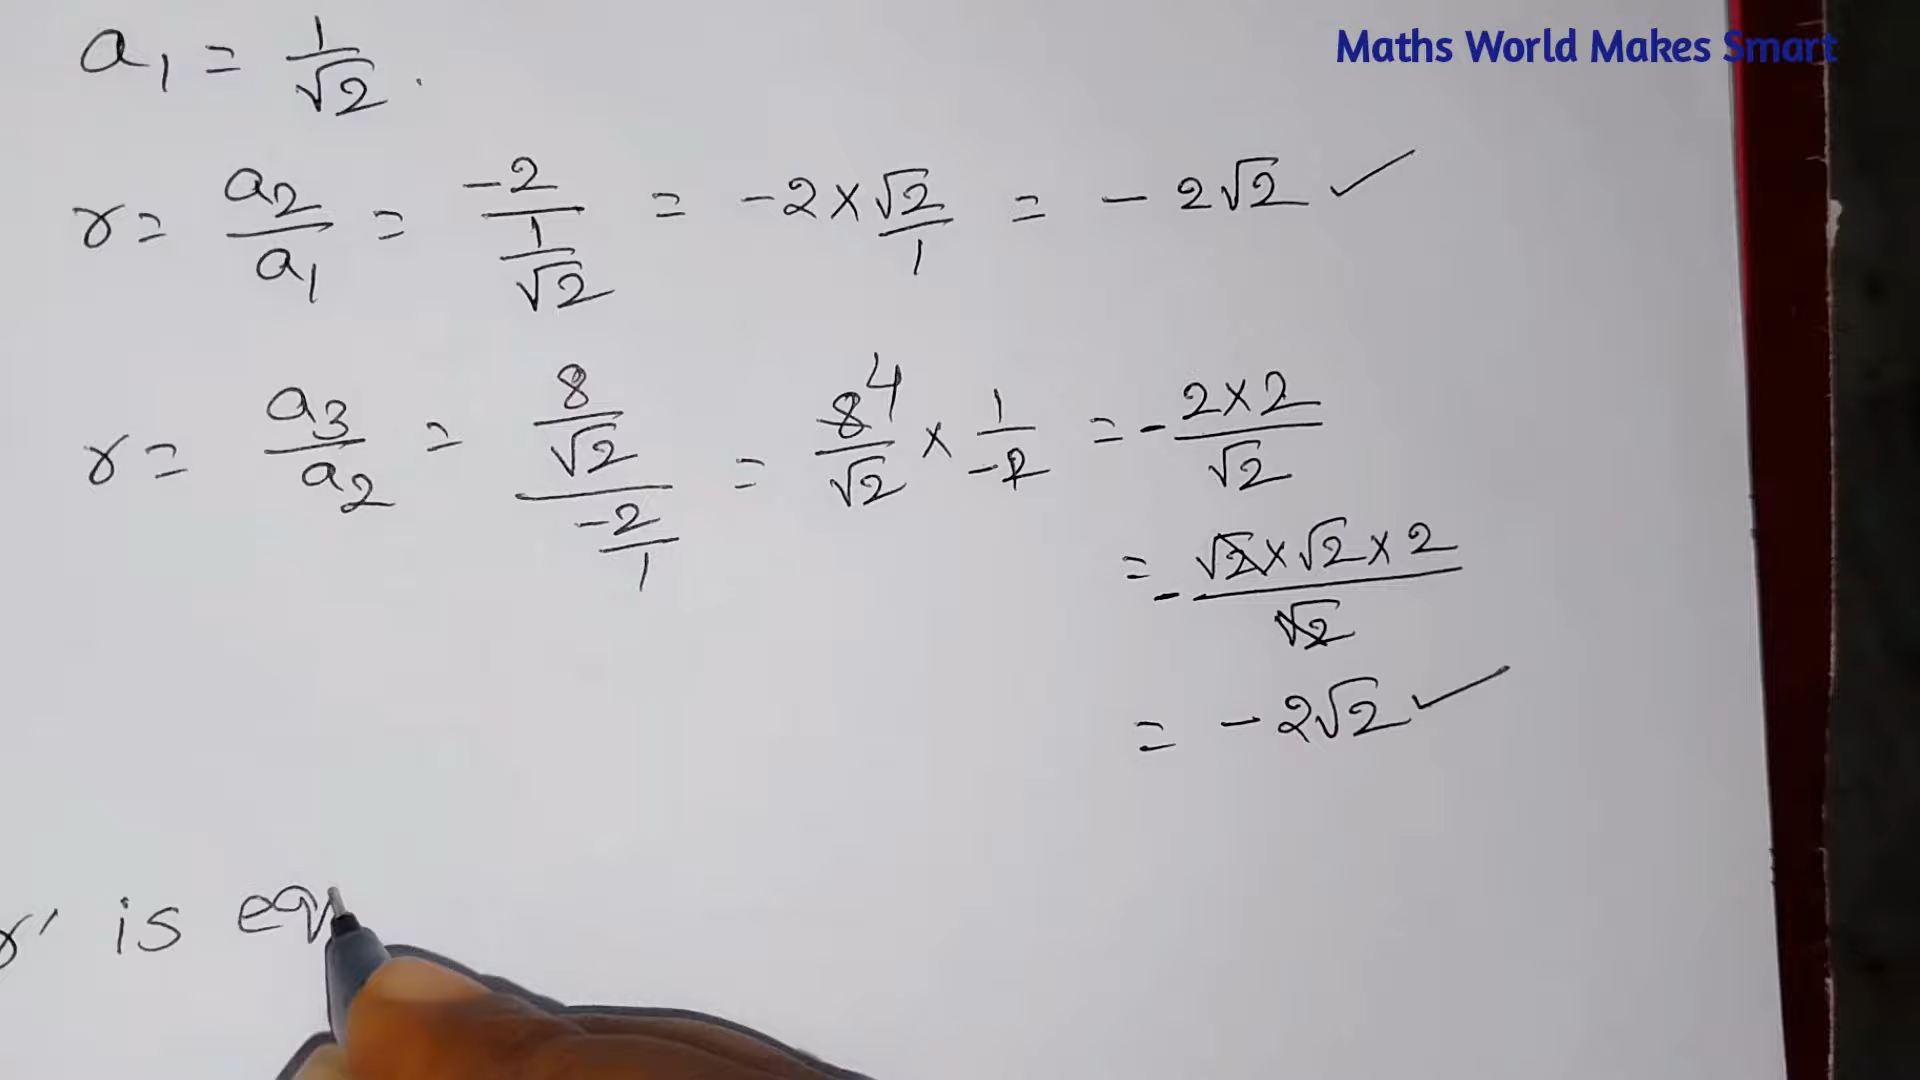 Maths World Makes Smart
a₁ = 1/√2 .
r = a₂/a₁ = -2/(1/√2) = -2 × √2/1 = - 2√2 ✓
r = a₃/a₂ = (8/√2)/(-2/1) = 8 4/√2 × 1/-2 = - 2×2/√2
= - √2 × √2 × 2/√2
= - 2√2 ✓
r' is equ